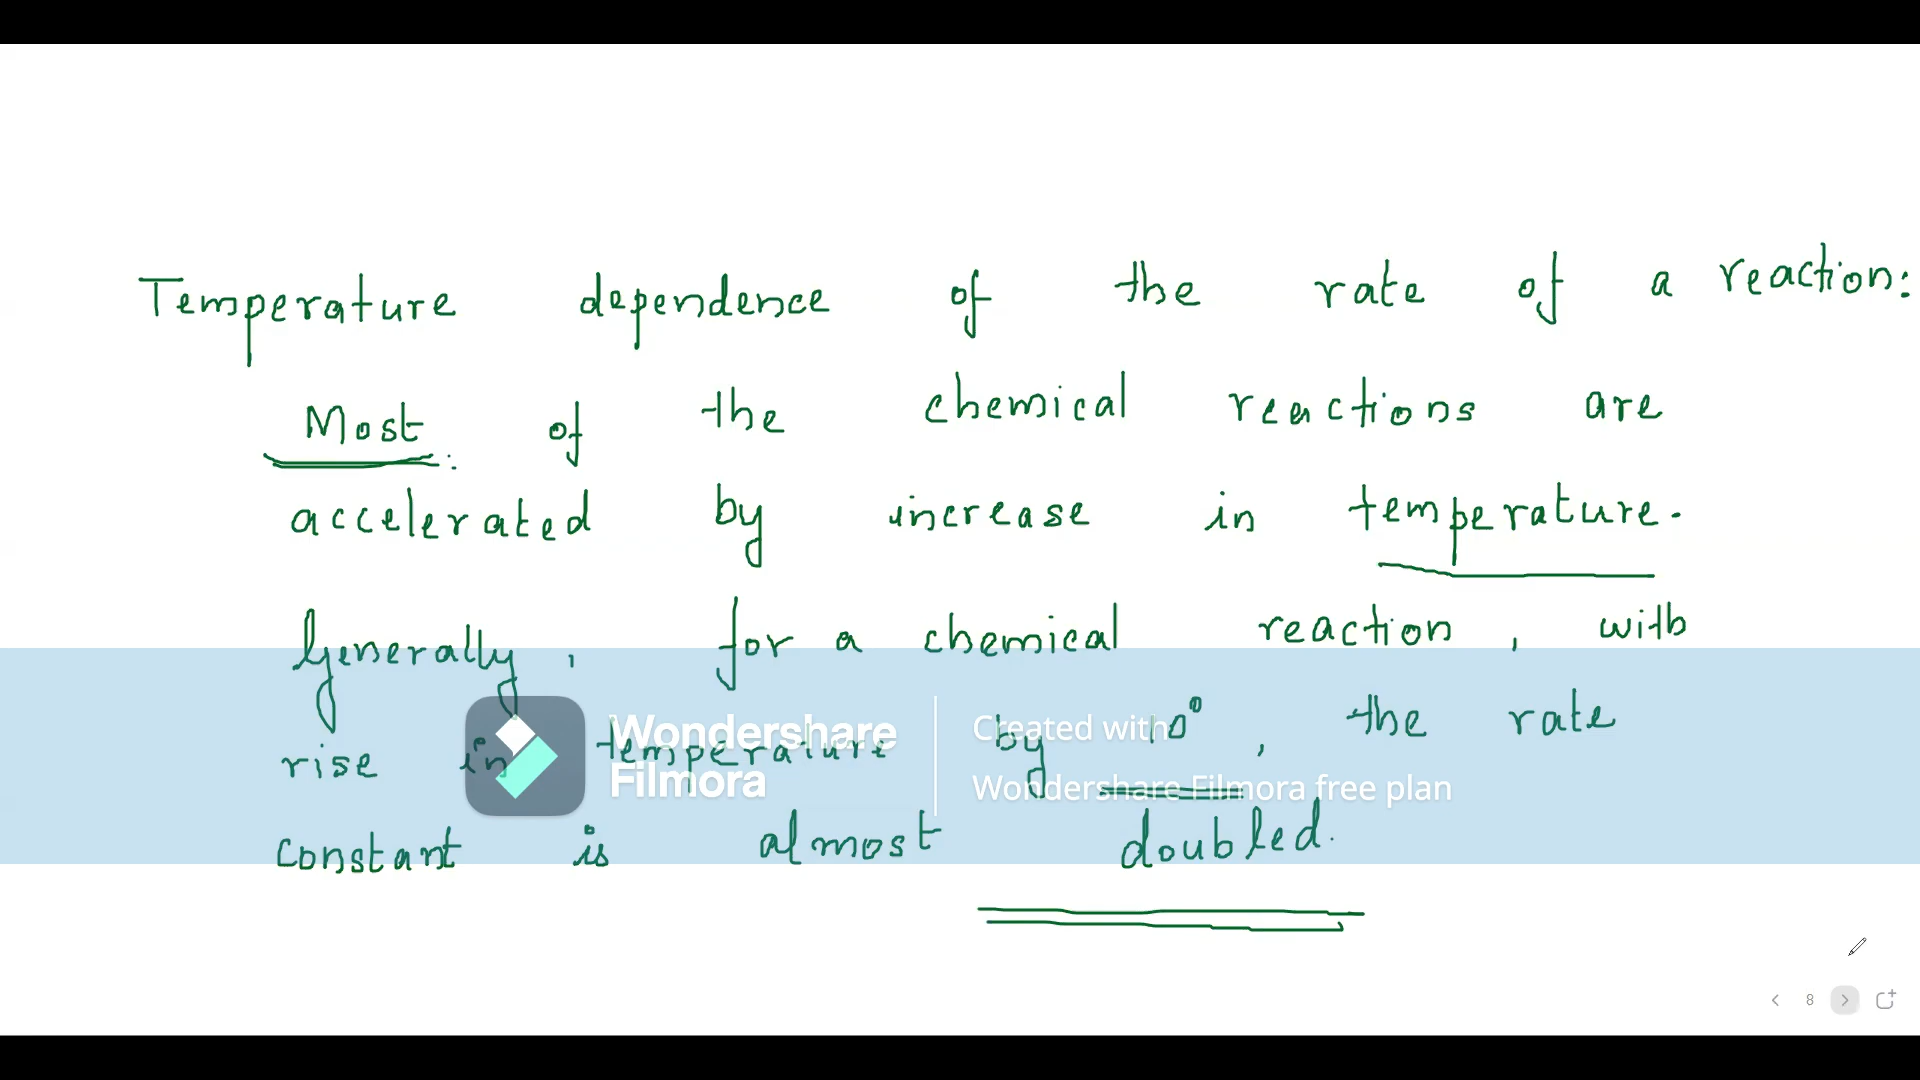 Temperature dependence of the rate of a reaction:
Most of the chemical reactions are
accelerated by increase in temperature.
Generally, for a chemical reaction, with
rise in temperature by 10°, the rate
constant is almost doubled.
Wondershare Filmora
Created with
Wondershare Filmora free plan
8